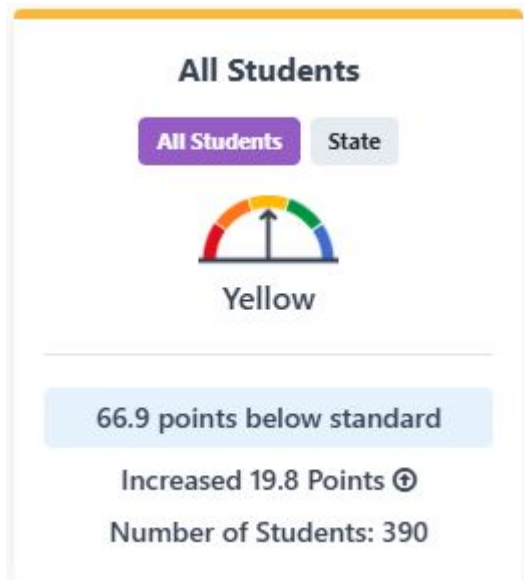 All Students
All Students State
Yellow
66.9 points below standard
Increased 19.8 Points
Number of Students: 390